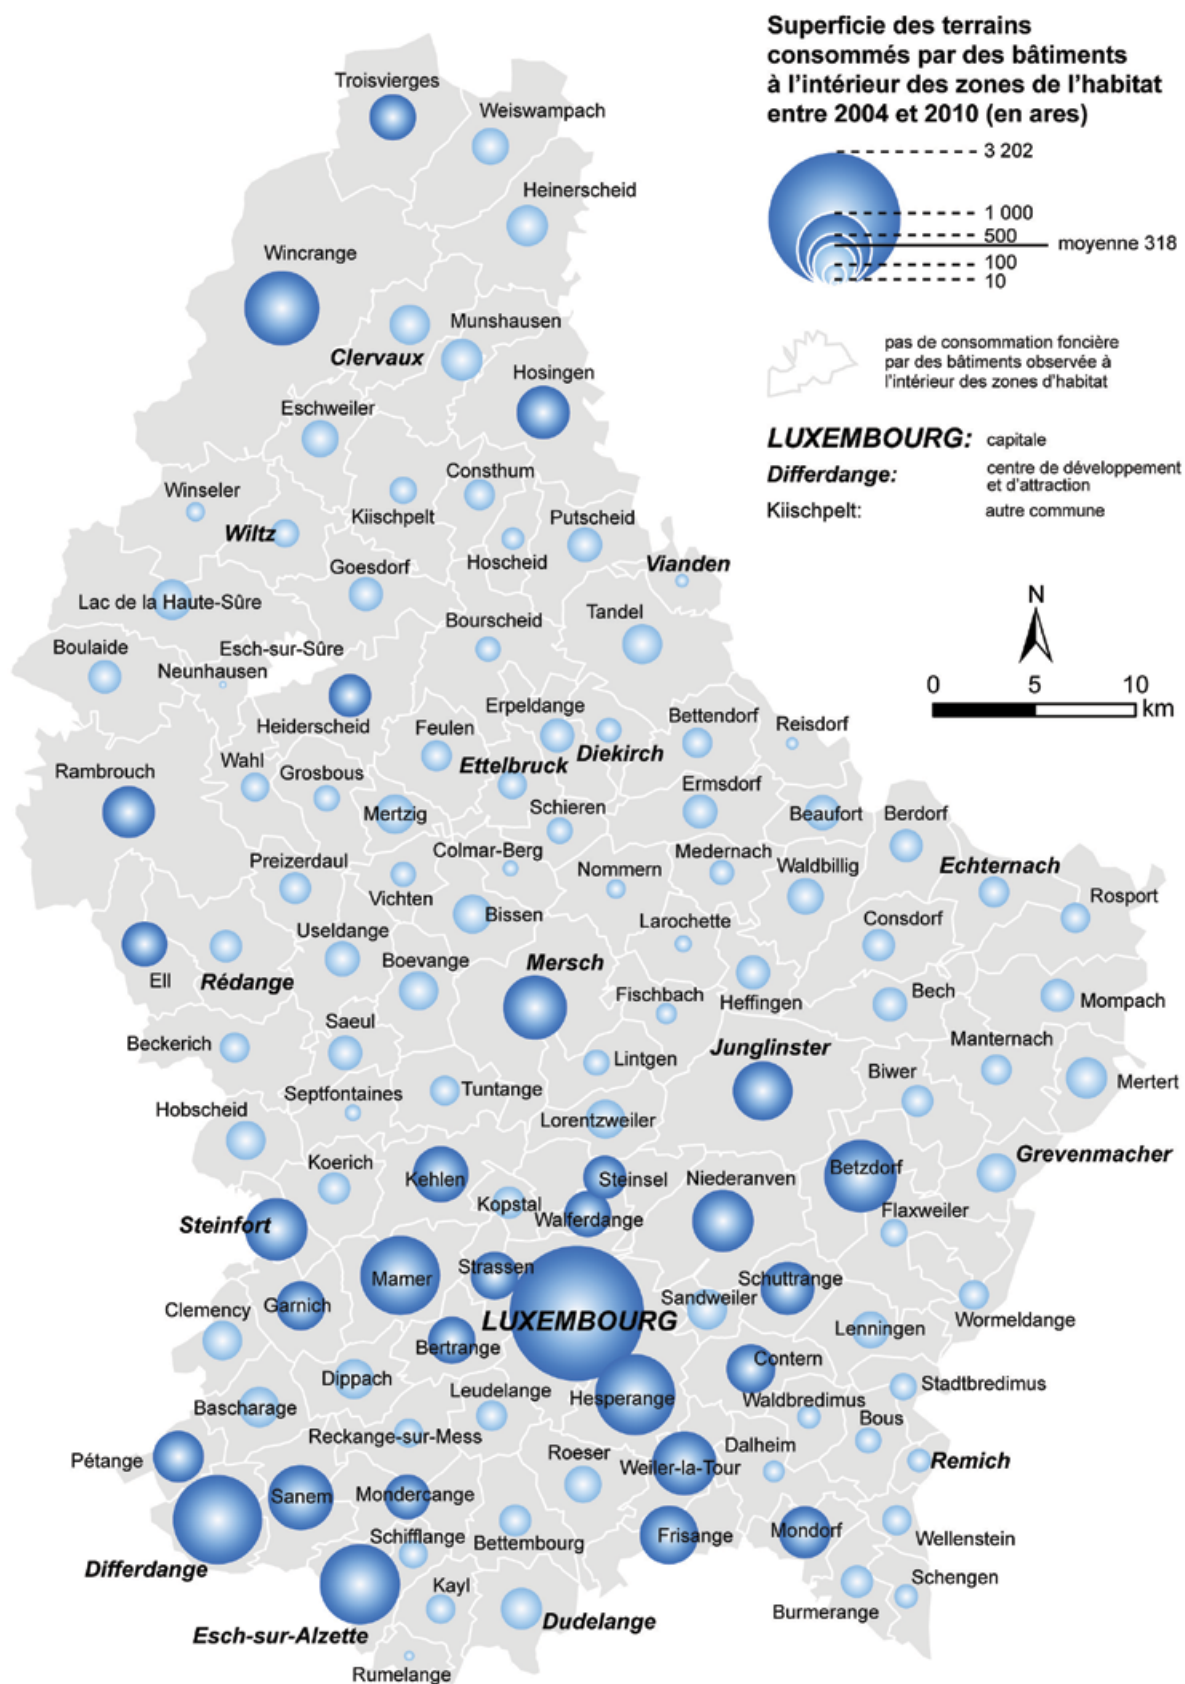 Superficie des terrains
consommés par des bâtiments
à l'intérieur des zones de l'habitat
entre 2004 et 2010 (en ares)
3 202
1 000
500
moyenne 318
100
10
pas de consommation foncière
par des bâtiments observée à
l'intérieur des zones d'habitat
LUXEMBOURG: capitale
Differdange: centre de développement
et d'attraction
Kiischpelt: autre commune
N
0 5 10
km
Troisvierges
Weiswampach
Heinerscheid
Wincrange
Munshausen
Clervaux
Hosingen
Eschweiler
Consthum
Winseler
Kiischpelt
Putscheid
Wiltz
Hoscheid
Vianden
Goesdorf
Lac de la Haute-Sûre
Tandel
Bourscheid
Boulaide
Esch-sur-Sûre
Neunhausen
Erpeldange
Bettendorf
Reisdorf
Heiderscheid
Feulen
Diekirch
Wahl
Ettelbruck
Rambrouch
Grosbous
Ermsdorf
Mertzig
Schieren
Beaufort
Berdorf
Colmar-Berg
Medernach
Preizerdaul
Nommern
Waldbillig
Echternach
Vichten
Rosport
Bissen
Larochette
Consdorf
Useldange
Boevange
Mersch
Ell
Rédange
Fischbach
Heffingen
Bech
Mompach
Saeul
Beckerich
Junglinster
Manternach
Lintgen
Biwer
Mertert
Septfontaines
Tuntange
Hobscheid
Lorentzweiler
Grevenmacher
Koerich
Kehlen
Steinsel
Niederanven
Betzdorf
Kopstal
Flaxweiler
Steinfort
Walferdange
Strassen
Mamer
Schuttrange
Sandweiler
Clemency
Garnich
LUXEMBOURG
Wormeldange
Lenningen
Bertrange
Contern
Dippach
Leudelange
Hesperange
Stadtbredimus
Waldbredimus
Bascharage
Bous
Reckange-sur-Mess
Roeser
Dalheim
Pétange
Weiler-la-Tour
Remich
Sanem
Mondercange
Schifflange
Frisange
Mondorf
Bettembourg
Wellenstein
Differdange
Kayl
Schengen
Burmerange
Dudelange
Esch-sur-Alzette
Rumelange